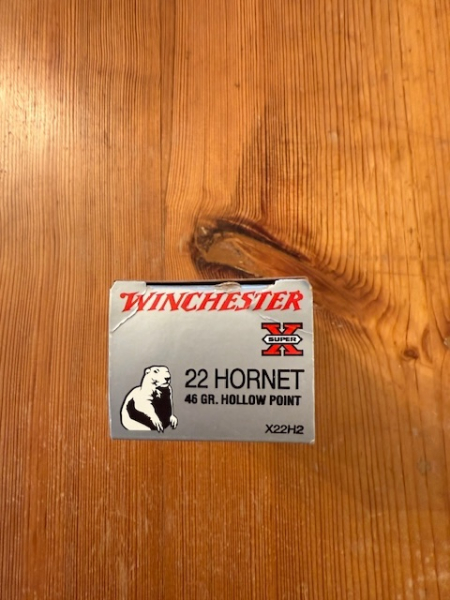 WINCHESTER
SUPER
X
22 HORNET
46 GR. HOLLOW POINT
X22H2